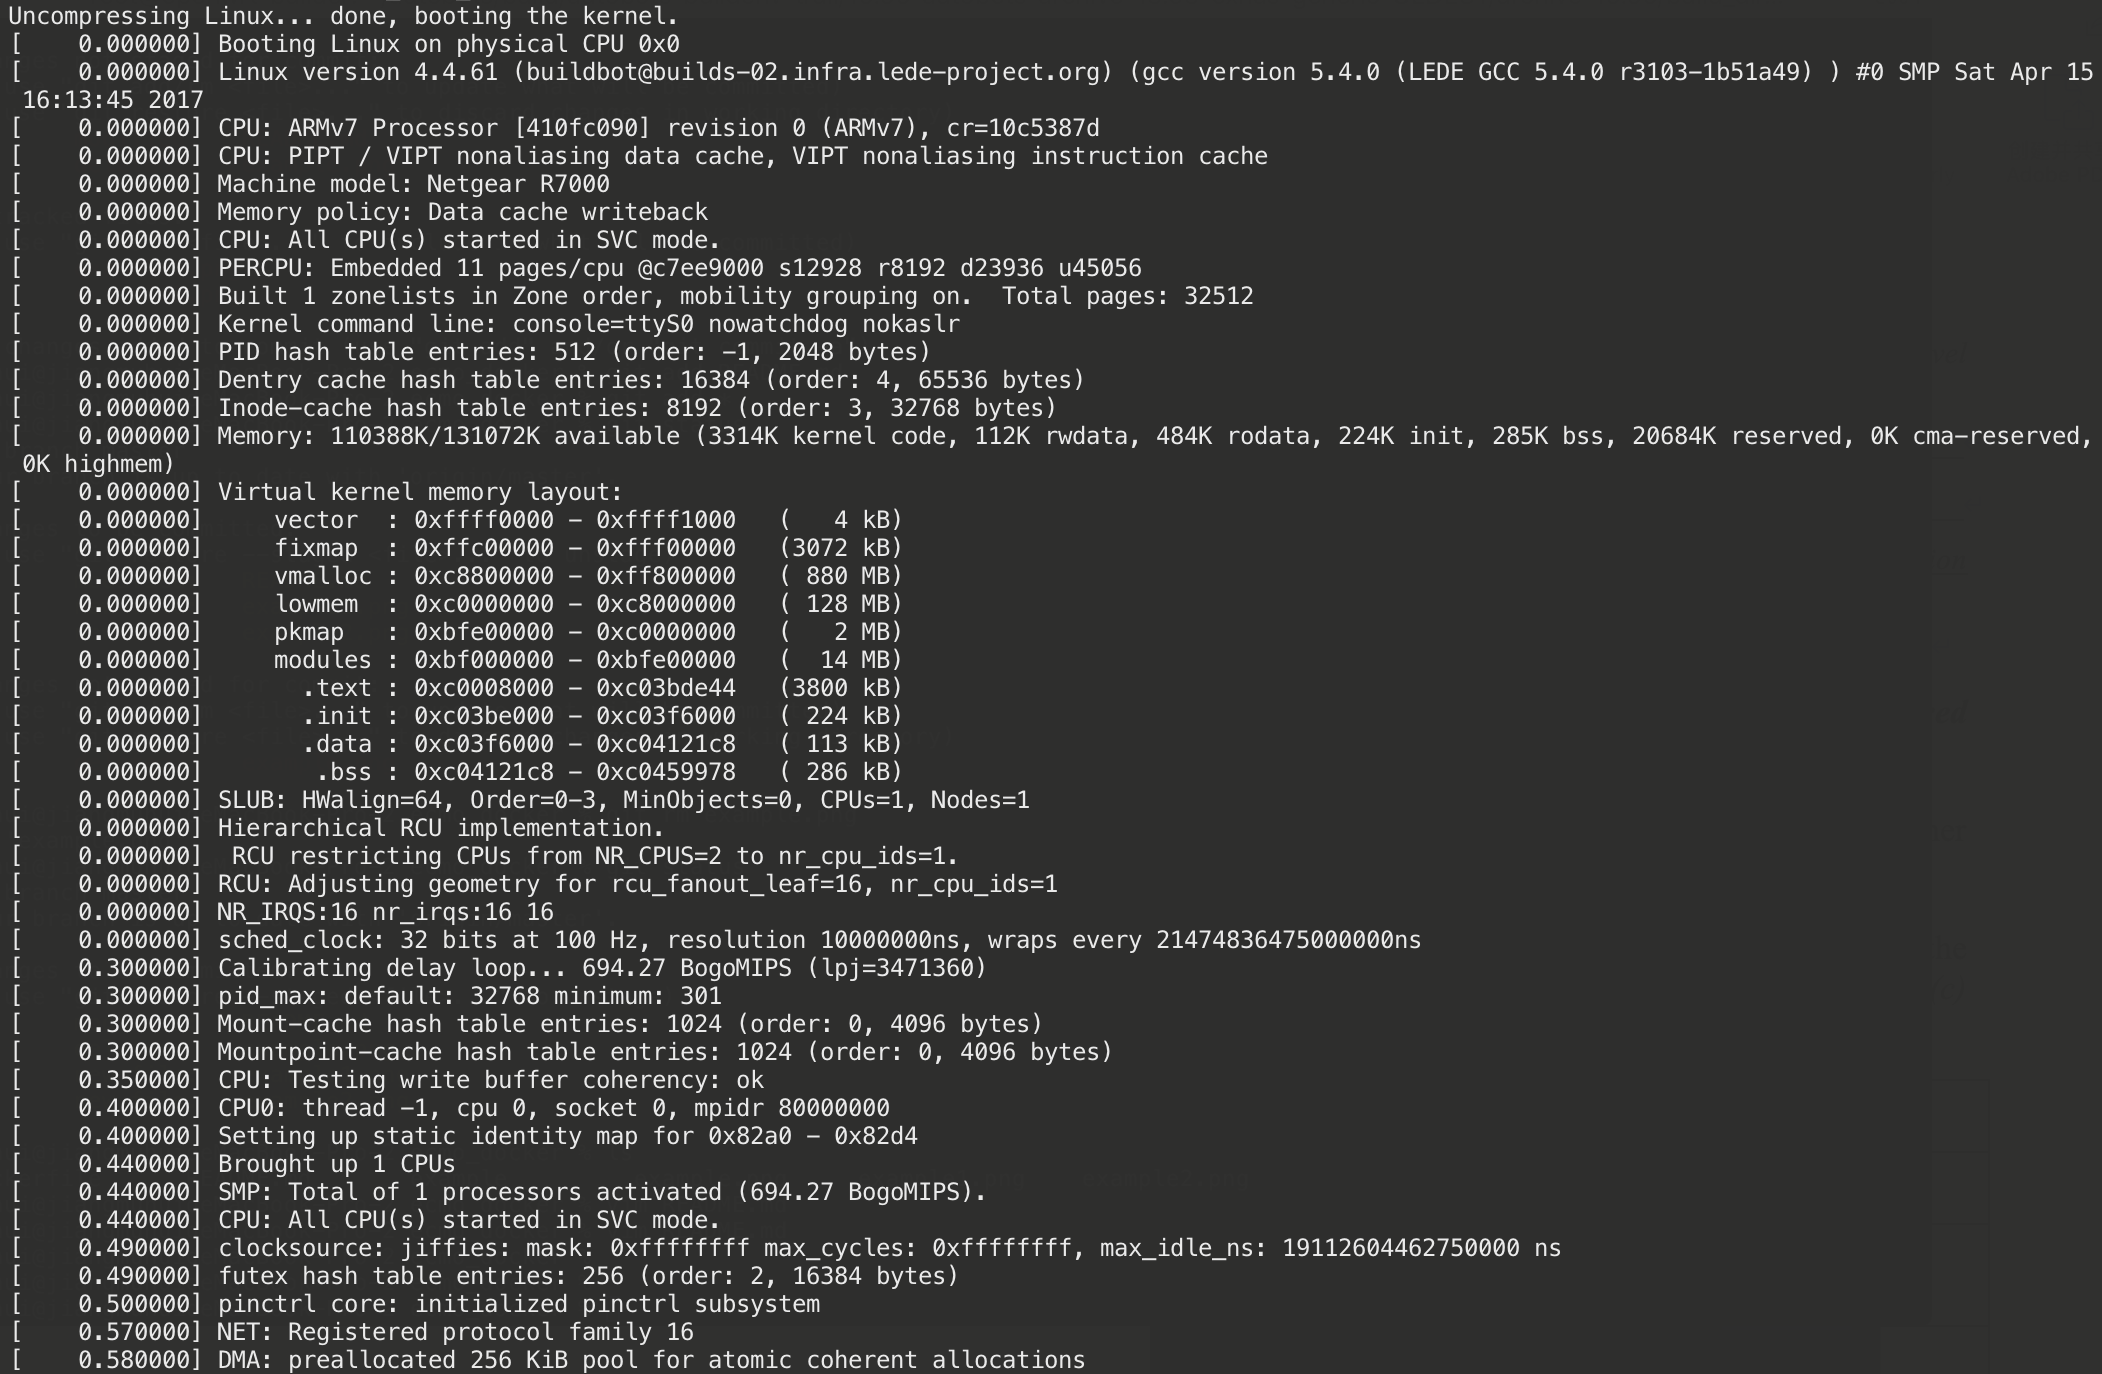 Uncompressing Linux... done, booting the kernel.
[    0.000000] Booting Linux on physical CPU 0x0
[    0.000000] Linux version 4.4.61 (buildbot@builds-02.infra.lede-project.org) (gcc version 5.4.0 (LEDE GCC 5.4.0 r3103-1b51a49) ) #0 SMP Sat Apr 15
 16:13:45 2017
[    0.000000] CPU: ARMv7 Processor [410fc090] revision 0 (ARMv7), cr=10c5387d
[    0.000000] CPU: PIPT / VIPT nonaliasing data cache, VIPT nonaliasing instruction cache
[    0.000000] Machine model: Netgear R7000
[    0.000000] Memory policy: Data cache writeback
[    0.000000] CPU: All CPU(s) started in SVC mode.
[    0.000000] PERCPU: Embedded 11 pages/cpu @c7ee9000 s12928 r8192 d23936 u45056
[    0.000000] Built 1 zonelists in Zone order, mobility grouping on.  Total pages: 32512
[    0.000000] Kernel command line: console=ttyS0 nowatchdog nokaslr
[    0.000000] PID hash table entries: 512 (order: -1, 2048 bytes)
[    0.000000] Dentry cache hash table entries: 16384 (order: 4, 65536 bytes)
[    0.000000] Inode-cache hash table entries: 8192 (order: 3, 32768 bytes)
[    0.000000] Memory: 110388K/131072K available (3314K kernel code, 112K rwdata, 484K rodata, 224K init, 285K bss, 20684K reserved, 0K cma-reserved,
 0K highmem)
[    0.000000] Virtual kernel memory layout:
[    0.000000]     vector  : 0xffff0000 - 0xffff1000   (   4 kB)
[    0.000000]     fixmap  : 0xffc00000 - 0xfff00000   (3072 kB)
[    0.000000]     vmalloc : 0xc8800000 - 0xff800000   ( 880 MB)
[    0.000000]     lowmem  : 0xc0000000 - 0xc8000000   ( 128 MB)
[    0.000000]     pkmap   : 0xbfe00000 - 0xc0000000   (   2 MB)
[    0.000000]     modules : 0xbf000000 - 0xbfe00000   (  14 MB)
[    0.000000]       .text : 0xc0008000 - 0xc03bde44   (3800 kB)
[    0.000000]       .init : 0xc03be000 - 0xc03f6000   ( 224 kB)
[    0.000000]       .data : 0xc03f6000 - 0xc04121c8   ( 113 kB)
[    0.000000]        .bss : 0xc04121c8 - 0xc0459978   ( 286 kB)
[    0.000000] SLUB: HWalign=64, Order=0-3, MinObjects=0, CPUs=1, Nodes=1
[    0.000000] Hierarchical RCU implementation.
[    0.000000]  RCU restricting CPUs from NR_CPUS=2 to nr_cpu_ids=1.
[    0.000000] RCU: Adjusting geometry for rcu_fanout_leaf=16, nr_cpu_ids=1
[    0.000000] NR_IRQS:16 nr_irqs:16 16
[    0.000000] sched_clock: 32 bits at 100 Hz, resolution 10000000ns, wraps every 21474836475000000ns
[    0.300000] Calibrating delay loop... 694.27 BogoMIPS (lpj=3471360)
[    0.300000] pid_max: default: 32768 minimum: 301
[    0.300000] Mount-cache hash table entries: 1024 (order: 0, 4096 bytes)
[    0.300000] Mountpoint-cache hash table entries: 1024 (order: 0, 4096 bytes)
[    0.350000] CPU: Testing write buffer coherency: ok
[    0.400000] CPU0: thread -1, cpu 0, socket 0, mpidr 80000000
[    0.400000] Setting up static identity map for 0x82a0 - 0x82d4
[    0.440000] Brought up 1 CPUs
[    0.440000] SMP: Total of 1 processors activated (694.27 BogoMIPS).
[    0.440000] CPU: All CPU(s) started in SVC mode.
[    0.490000] clocksource: jiffies: mask: 0xffffffff max_cycles: 0xffffffff, max_idle_ns: 19112604462750000 ns
[    0.490000] futex hash table entries: 256 (order: 2, 16384 bytes)
[    0.500000] pinctrl core: initialized pinctrl subsystem
[    0.570000] NET: Registered protocol family 16
[    0.580000] DMA: preallocated 256 KiB pool for atomic coherent allocations